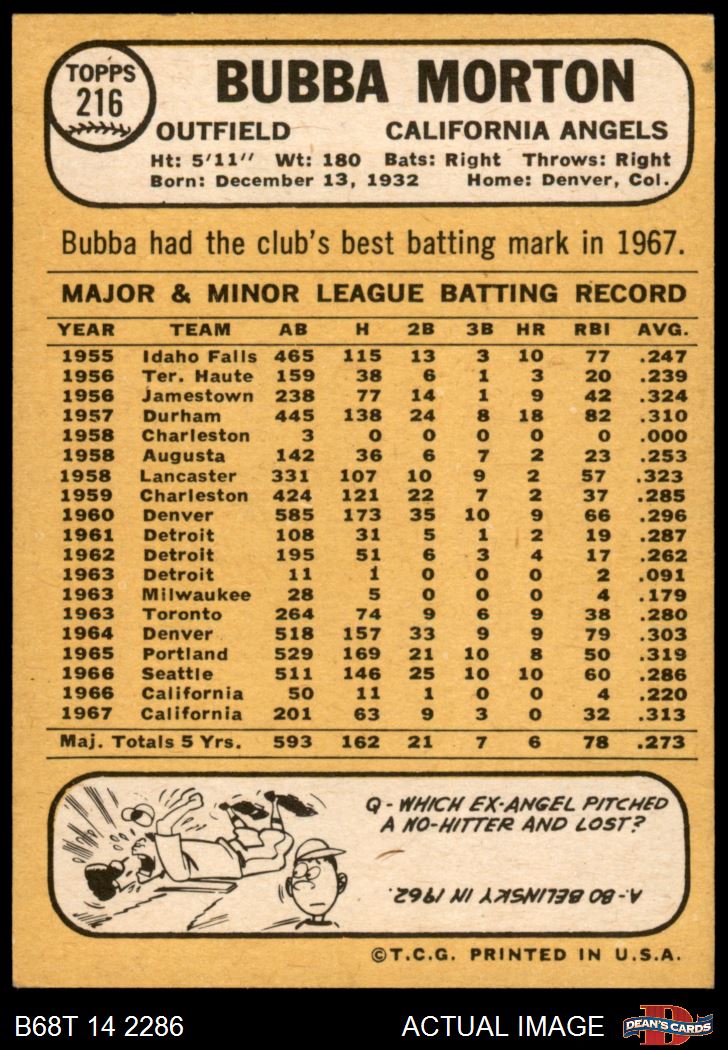 TOPPS
216
BUBBA MORTON
OUTFIELD CALIFORNIA ANGELS
Ht: 5'11" Wt: 180 Bats: Right Throws: Right
Born: December 13, 1932 Home: Denver, Col.
Bubba had the club's best batting mark in 1967.
MAJOR & MINOR LEAGUE BATTING RECORD
YEAR TEAM AB H 2B 3B HR RBI AVG.
1955 Idaho Falls 465 115 13 3 10 77 .247
1956 Ter. Haute 159 38 6 1 3 20 .239
1956 Jamestown 238 77 14 1 9 42 .324
1957 Durham 445 138 24 8 18 82 .310
1958 Charleston 3 0 0 0 0 0 .000
1958 Augusta 142 36 6 7 2 23 .253
1958 Lancaster 331 107 10 9 2 57 .323
1959 Charleston 424 121 22 7 2 37 .285
1960 Denver 585 173 35 10 9 66 .296
1961 Detroit 108 31 5 1 2 19 .287
1962 Detroit 195 51 6 3 4 17 .262
1963 Detroit 11 1 0 0 0 2 .091
1963 Milwaukee 28 5 0 0 0 4 .179
1963 Toronto 264 74 9 6 9 38 .280
1964 Denver 518 157 33 9 9 79 .303
1965 Portland 529 169 21 10 8 50 .319
1966 Seattle 511 146 25 10 10 60 .286
1966 California 50 11 1 0 0 4 .220
1967 California 201 63 9 3 0 32 .313
Maj. Totals 5 Yrs. 593 162 21 7 6 78 .273
Q - WHICH EX-ANGEL PITCHED
A NO-HITTER AND LOST?
A-BO BELINSKY IN 1962.
©T.C.G. PRINTED IN U.S.A.
B68T 14 2286 ACTUAL IMAGE
D
DEAN'S CARDS